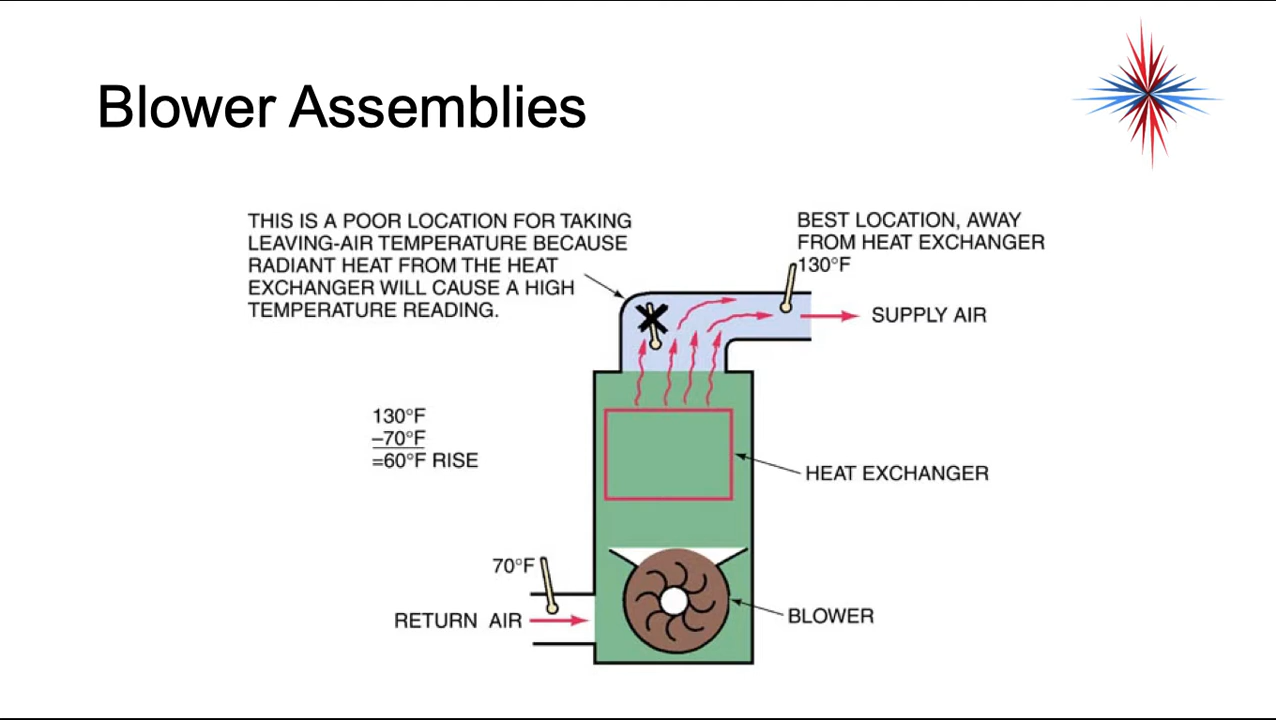 Blower Assemblies
THIS IS A POOR LOCATION FOR TAKING
LEAVING-AIR TEMPERATURE BECAUSE
RADIANT HEAT FROM THE HEAT
EXCHANGER WILL CAUSE A HIGH
TEMPERATURE READING.
BEST LOCATION, AWAY
FROM HEAT EXCHANGER
130°F
SUPPLY AIR
130°F
–70°F
=60°F RISE
HEAT EXCHANGER
70°F
RETURN AIR
BLOWER